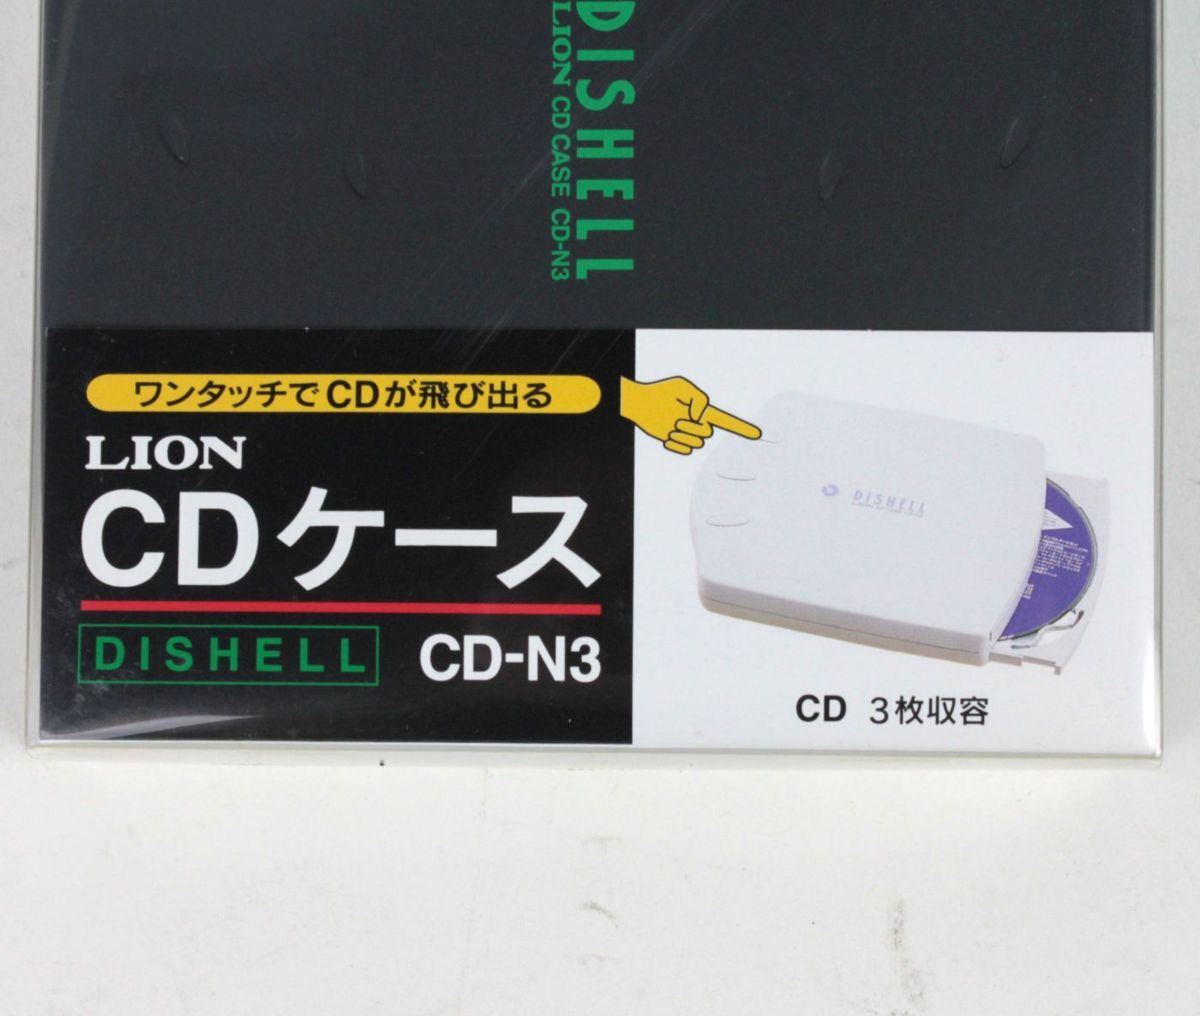 DISHELL
LION CD CASE CD-N3
ワンタッチでCDが飛び出る
LION
CDケース
DISHELL CD-N3
DISHELL
CD 3枚収容